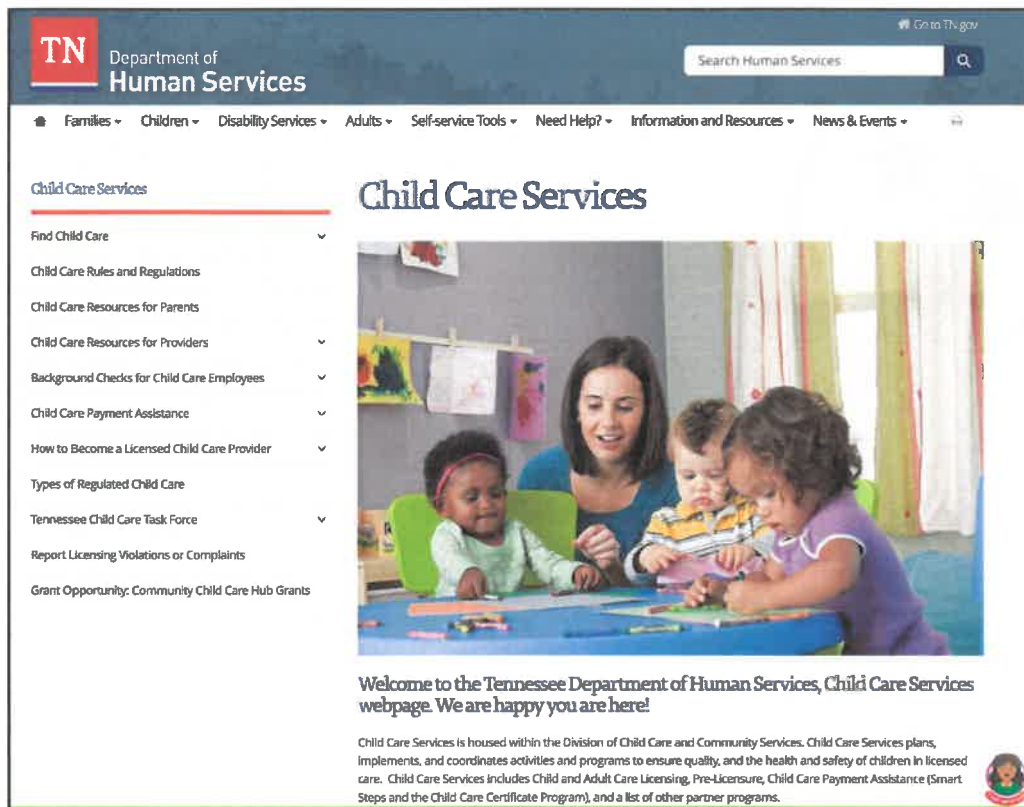 Go to TN.gov
TN
Department of
Human Services
Search Human Services
Families
Children
Disability Services
Adults
Self-service Tools
Need Help?
Information and Resources
News & Events
Child Care Services
Find Child Care
Child Care Rules and Regulations
Child Care Resources for Parents
Child Care Resources for Providers
Background Checks for Child Care Employees
Child Care Payment Assistance
How to Become a Licensed Child Care Provider
Types of Regulated Child Care
Tennessee Child Care Task Force
Report Licensing Violations or Complaints
Grant Opportunity: Community Child Care Hub Grants
Child Care Services
Welcome to the Tennessee Department of Human Services, Child Care Services
webpage. We are happy you are here!
Child Care Services is housed within the Division of Child Care and Community Services. Child Care Services plans,
implements, and coordinates activities and programs to ensure quality, and the health and safety of children in licensed
care. Child Care Services includes Child and Adult Care Licensing, Pre-Licensure, Child Care Payment Assistance (Smart
Steps and the Child Care Certificate Program), and a list of other partner programs.